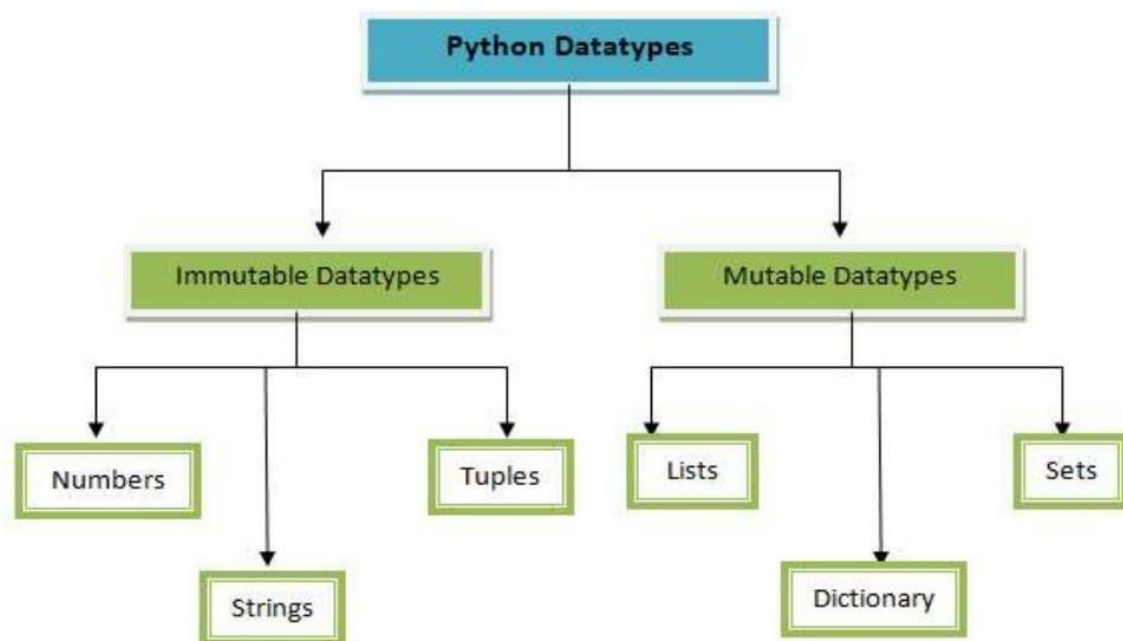 Python Datatypes
Immutable Datatypes
Mutable Datatypes
Numbers
Tuples
Lists
Sets
Strings
Dictionary